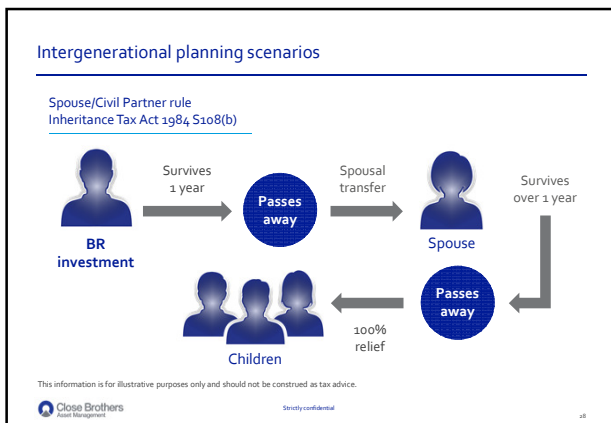 Intergenerational planning scenarios
Spouse/Civil Partner rule
Inheritance Tax Act 1984 S108(b)
Survives
1 year
Passes
away
Spousal
transfer
Survives
over 1 year
BR
investment
Spouse
Passes
away
100%
relief
Children
This information is for illustrative purposes only and should not be construed as tax advice.
Close Brothers
Asset Management
Strictly confidential
28